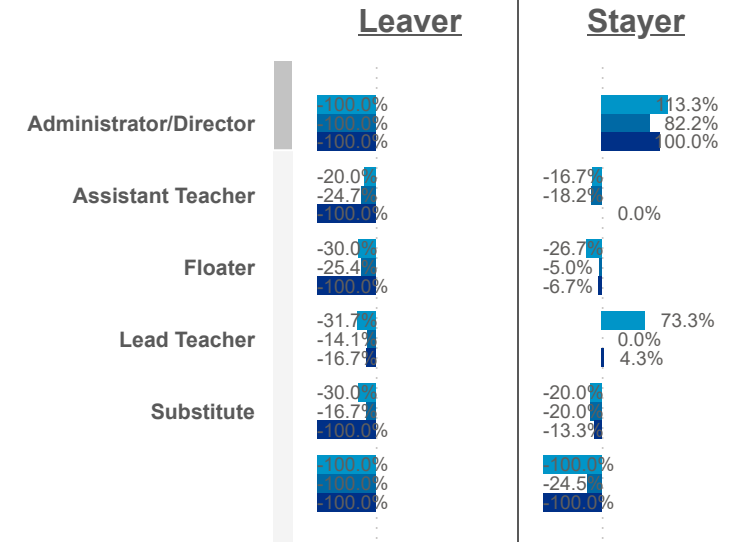 Leaver Stayer
-100.0% 113.3%
Administrator/Director -100.0% 82.2%
-100.0% 100.0%
-20.0% -16.7%
Assistant Teacher -24.7% -18.2%
-100.0% 0.0%
-30.0% -26.7%
Floater -25.4% -5.0%
-100.0% -6.7%
-31.7% 73.3%
Lead Teacher -14.1% 0.0%
-16.7% 4.3%
-30.0% -20.0%
Substitute -16.7% -20.0%
-100.0% -13.3%
-100.0% -100.0%
-100.0% -24.5%
-100.0% -100.0%